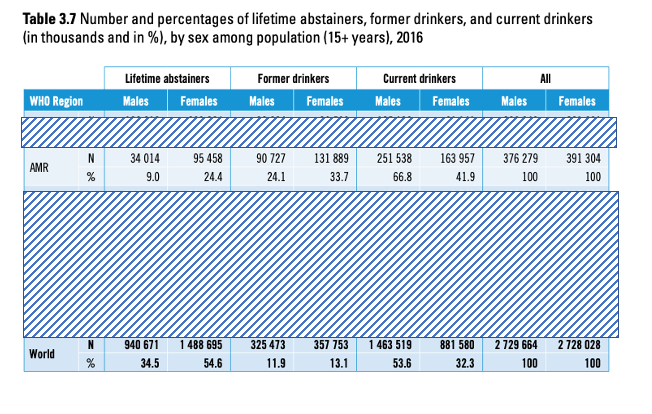 Table 3.7 Number and percentages of lifetime abstainers, former drinkers, and current drinkers
(in thousands and in %), by sex among population (15+ years), 2016
Lifetime abstainers Former drinkers Current drinkers All
WHO Region Males Females Males Females Males Females Males Females
AMR N 34 014 95 458 90 727 131 889 251 538 163 957 376 279 391 304
% 9.0 24.4 24.1 33.7 66.8 41.9 100 100
World N 940 671 1 488 695 325 473 357 753 1 463 519 881 580 2 729 664 2 728 028
% 34.5 54.6 11.9 13.1 53.6 32.3 100 100